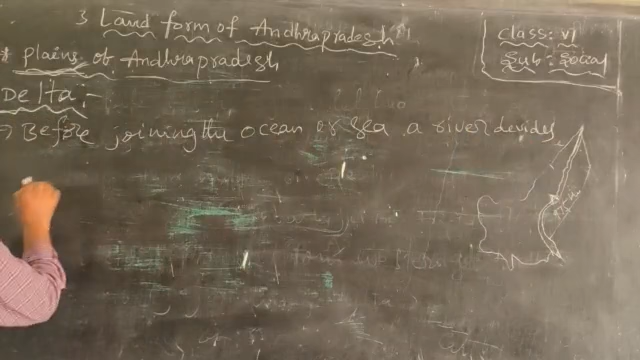 3 Land form of Andhrapradesh
Class: VI
Sub: Social
* Plains of Andhrapradesh
Delta :-
→ Before joining the ocean or sea a river devides